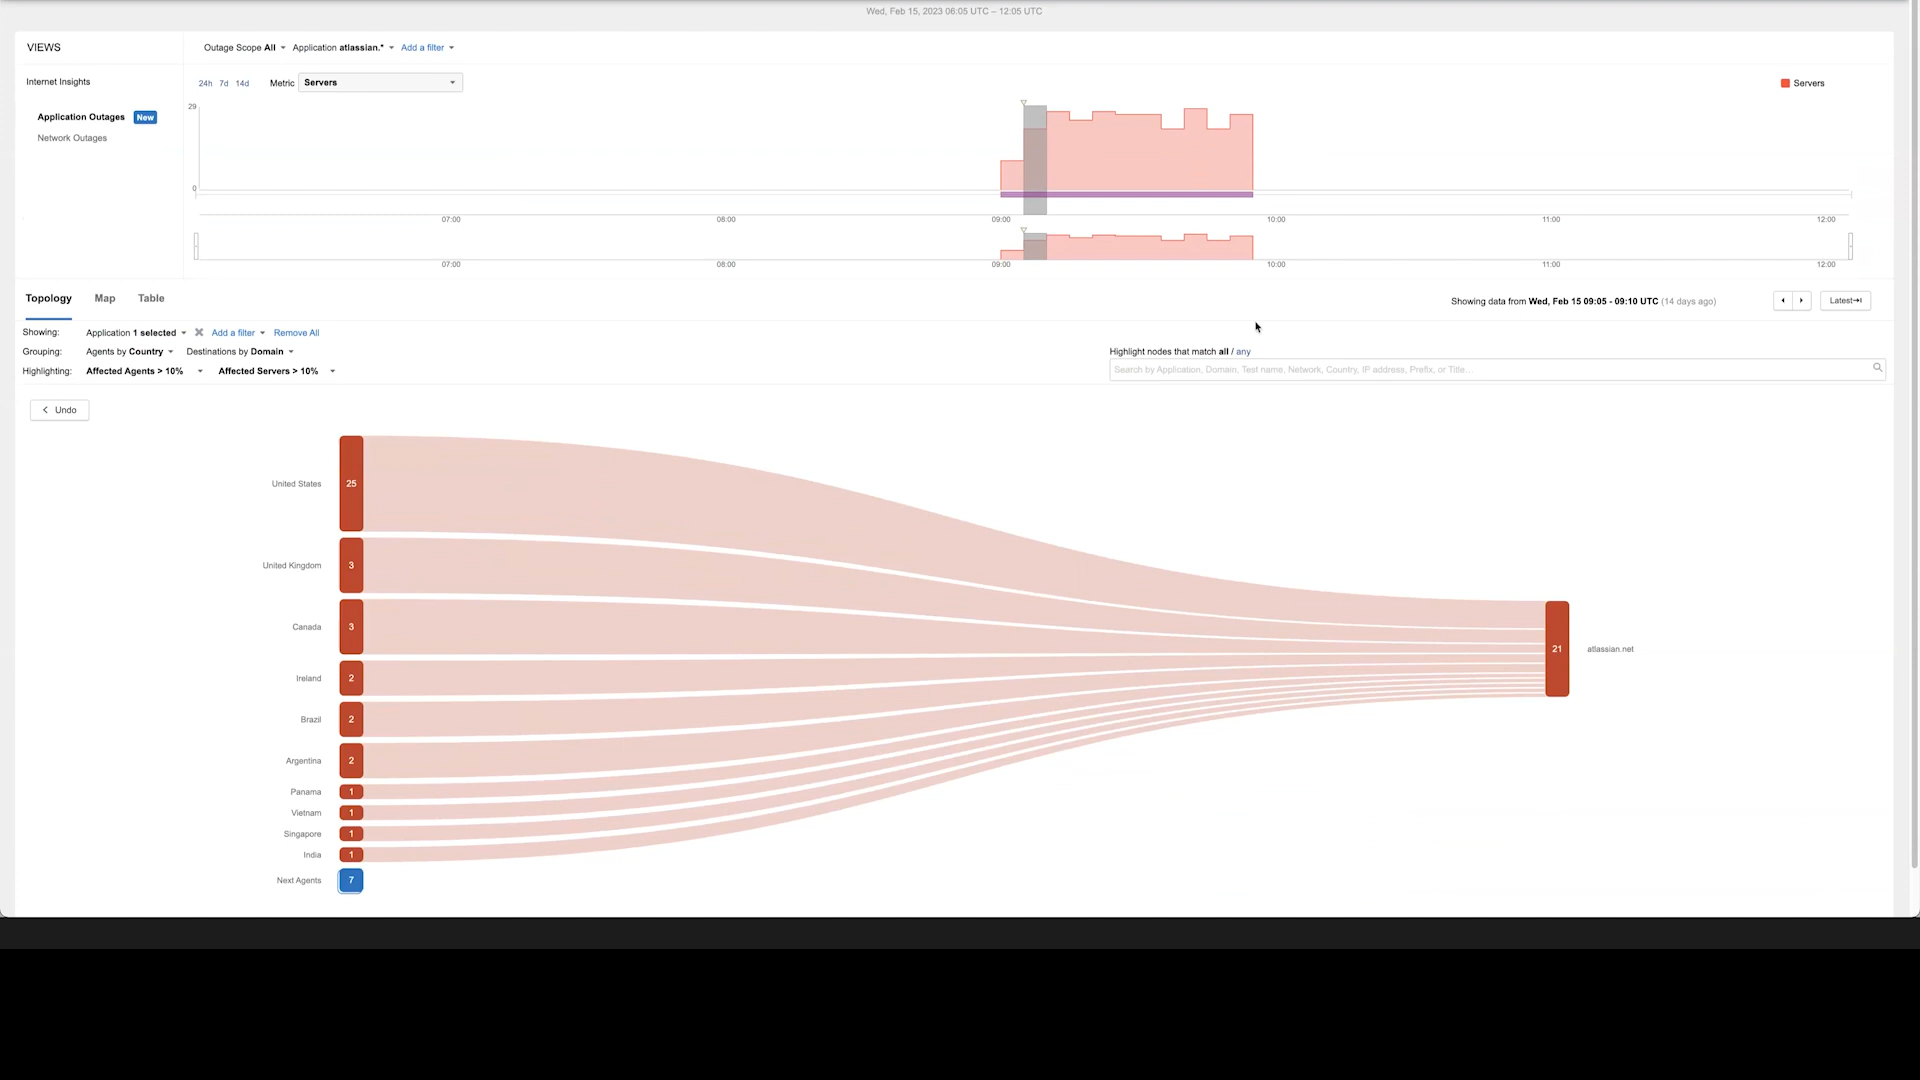 Wed, Feb 15, 2023 06:05 UTC – 12:05 UTC
VIEWS
Outage Scope All Application atlassian.* Add a filter
Internet Insights
24h 7d 14d Metric Servers
Servers
29
Application Outages New
Network Outages
0
07:00 08:00 09:00 10:00 11:00 12:00
07:00 08:00 09:00 10:00 11:00 12:00
Topology Map Table
Showing data from Wed, Feb 15 09:05 - 09:10 UTC (14 days ago)
Latest
Showing: Application 1 selected Add a filter Remove All
Grouping: Agents by Country Destinations by Domain
Highlight nodes that match all / any
Highlighting: Affected Agents > 10% Affected Servers > 10%
Search by Application, Domain, Test name, Network, Country, IP address, Prefix, or Title...
Undo
United States 25
United Kingdom 3
Canada 3
21 atlassian.net
Ireland 2
Brazil 2
Argentina 2
Panama 1
Vietnam 1
Singapore 1
India 1
Next Agents 7